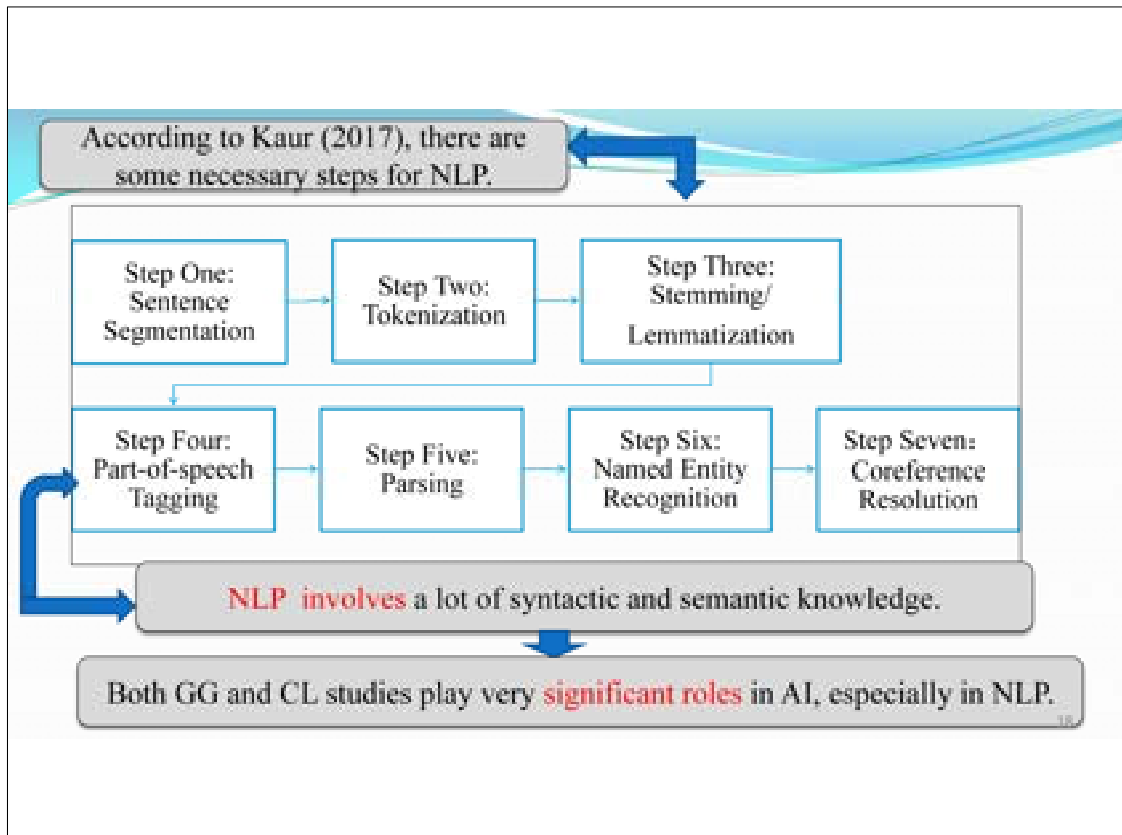 According to Kaur (2017), there are
some necessary steps for NLP.
Step One:
Sentence
Segmentation
Step Two:
Tokenization
Step Three:
Stemming/
Lemmatization
Step Four:
Part-of-speech
Tagging
Step Five:
Parsing
Step Six:
Named Entity
Recognition
Step Seven:
Coreference
Resolution
NLP involves a lot of syntactic and semantic knowledge.
Both GG and CL studies play very significant roles in AI, especially in NLP.